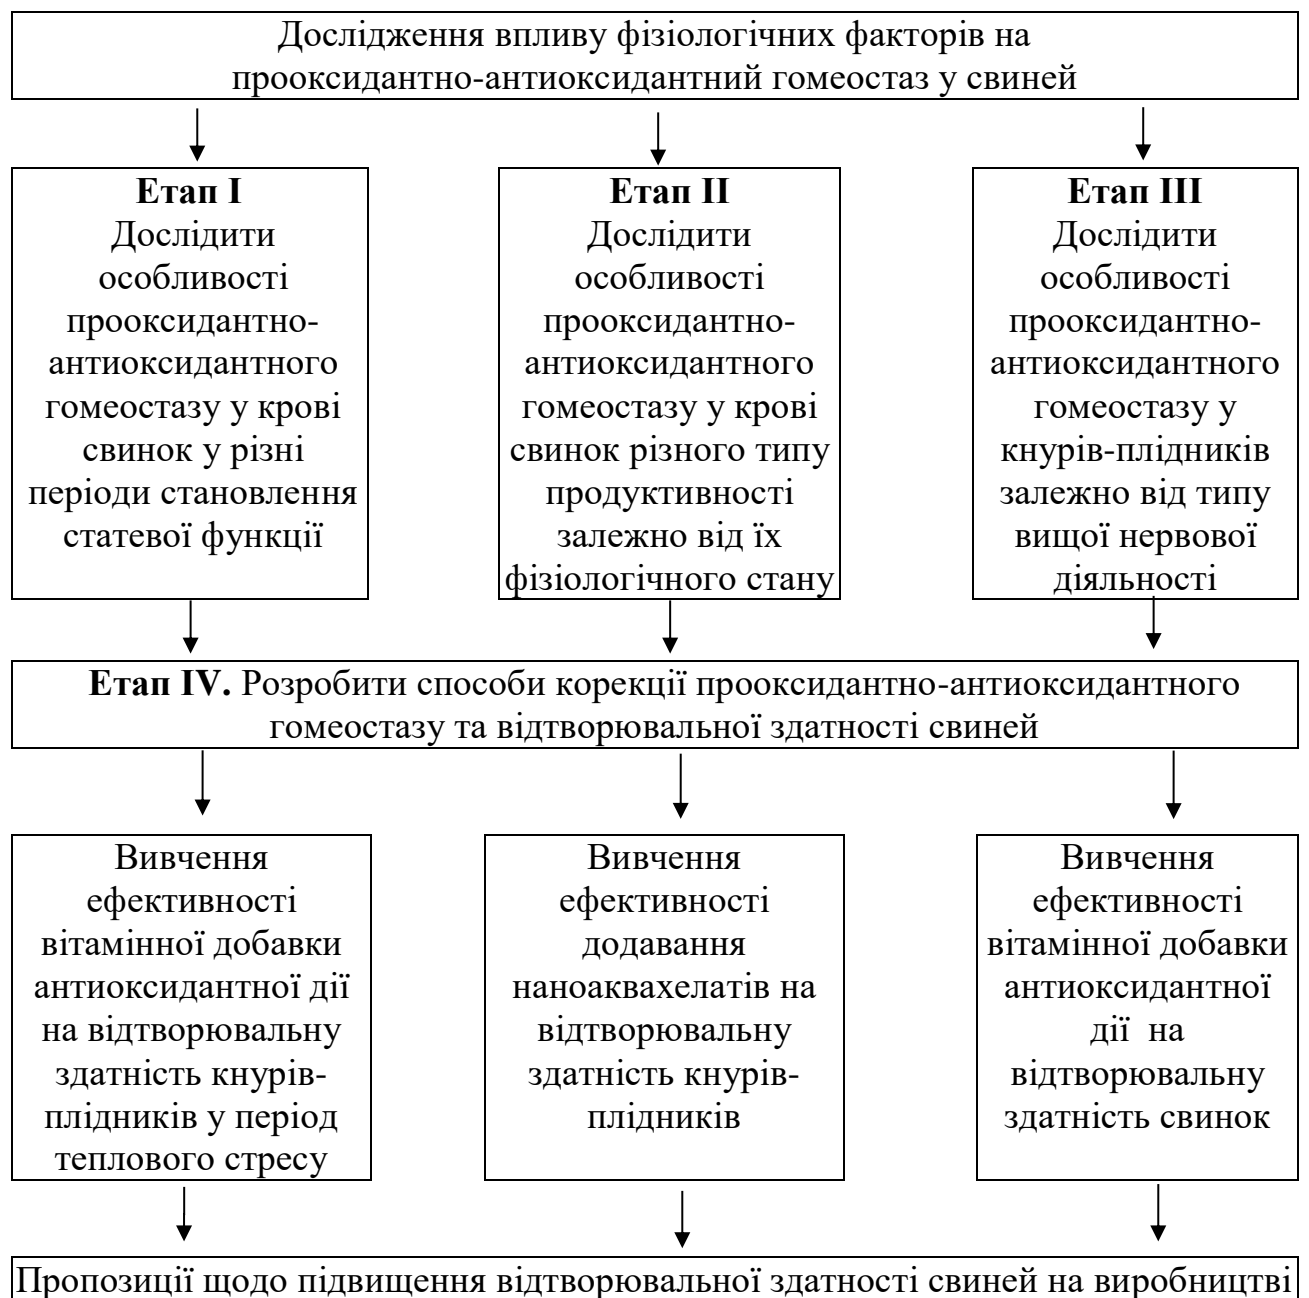 Дослідження впливу фізіологічних факторів на
прооксидантно-антиоксидантний гомеостаз у свиней
Етап I
Дослідити
особливості
прооксидантно-
антиоксидантного
гомеостазу у крові
свинок у різні
періоди становлення
статевої функції
Етап II
Дослідити
особливості
прооксидантно-
антиоксидантного
гомеостазу у крові
свинок різного типу
продуктивності
залежно від їх
фізіологічного стану
Етап III
Дослідити
особливості
прооксидантно-
антиоксидантного
гомеостазу у
кнурів-плідників
залежно від типу
вищої нервової
діяльності
Етап IV. Розробити способи корекції прооксидантно-антиоксидантного
гомеостазу та відтворювальної здатності свиней
Вивчення
ефективності
вітамінної добавки
антиоксидантної дії
на відтворювальну
здатність кнурів-
плідників у період
теплового стресу
Вивчення
ефективності
додавання
наноаквахелатів на
відтворювальну
здатність кнурів-
плідників
Вивчення
ефективності
вітамінної добавки
антиоксидантної
дії на
відтворювальну
здатність свинок
Пропозиції щодо підвищення відтворювальної здатності свиней на виробництві